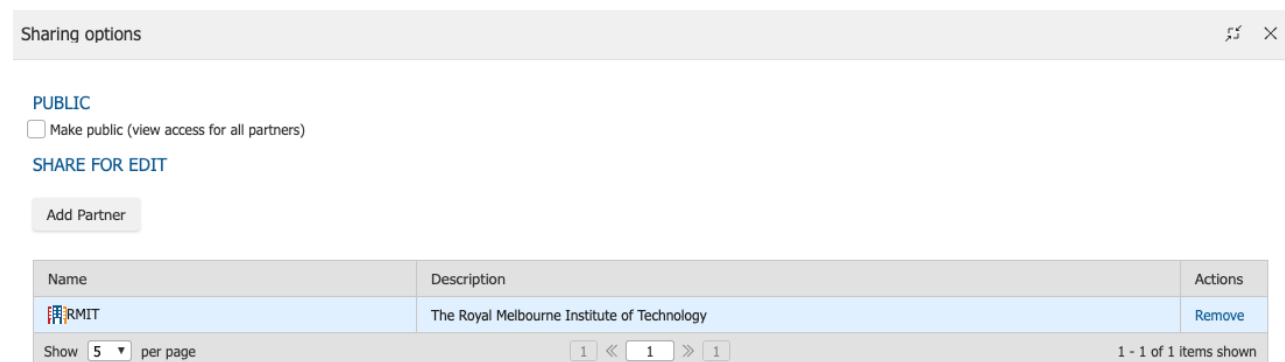 Sharing options
PUBLIC
Make public (view access for all partners)
SHARE FOR EDIT
Add Partner
Name Description Actions
RMIT The Royal Melbourne Institute of Technology Remove
Show 5 per page 1 1 1 1 - 1 of 1 items shown